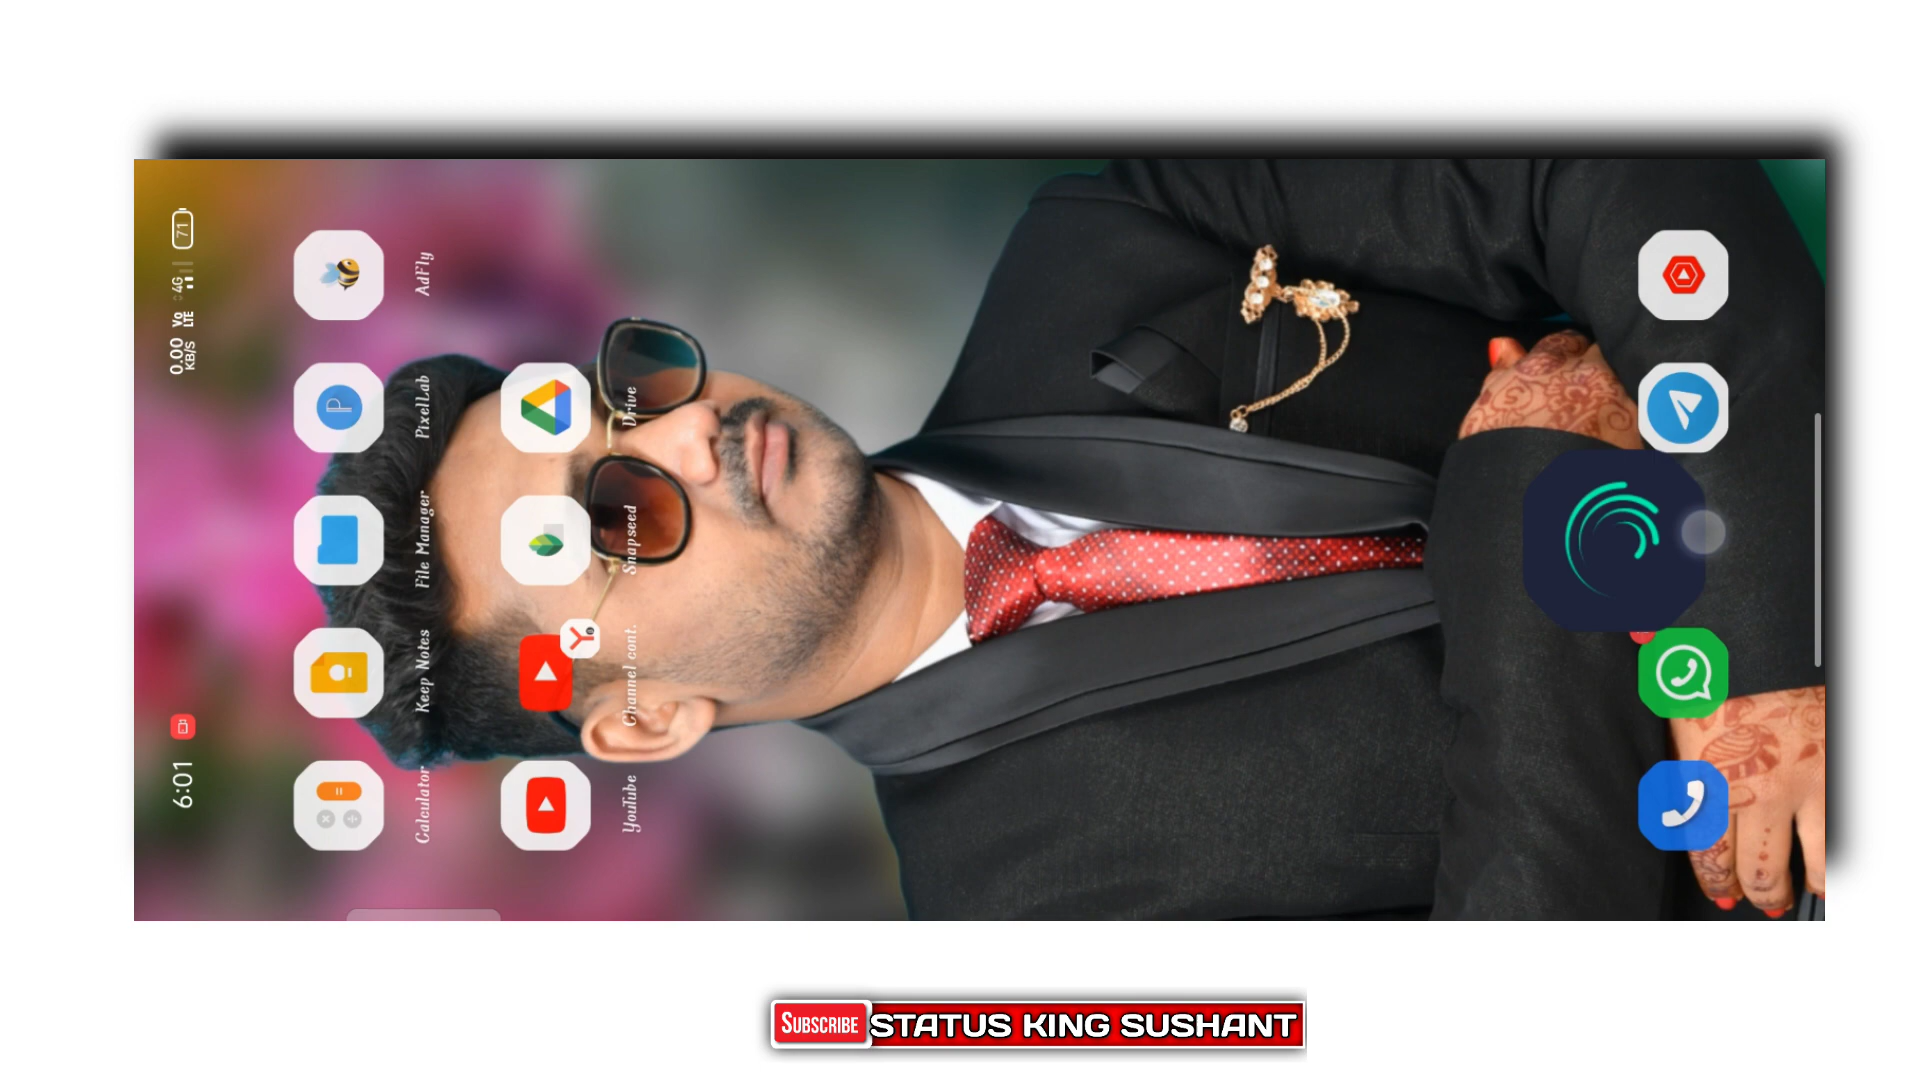 6:01
0.00 KB/S Vo LTE 4G 71
Calculator Keep Notes File Manager PixelLab AdFly
YouTube Channel cont. Snapseed Drive
SUBSCRIBE STATUS KING SUSHANT